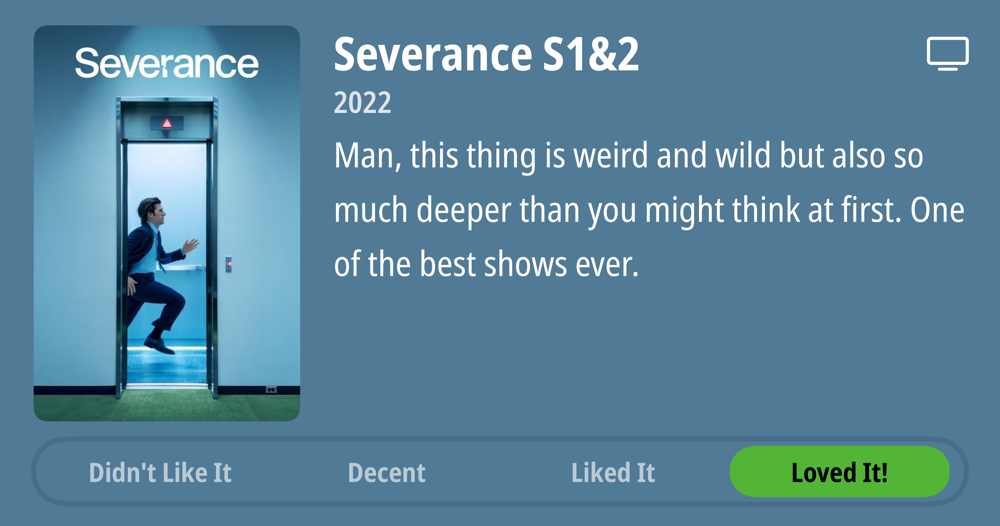 Severance
Severance S1&2
2022
Man, this thing is weird and wild but also so
much deeper than you might think at first. One
of the best shows ever.
Didn't Like It
Decent
Liked It
Loved It!